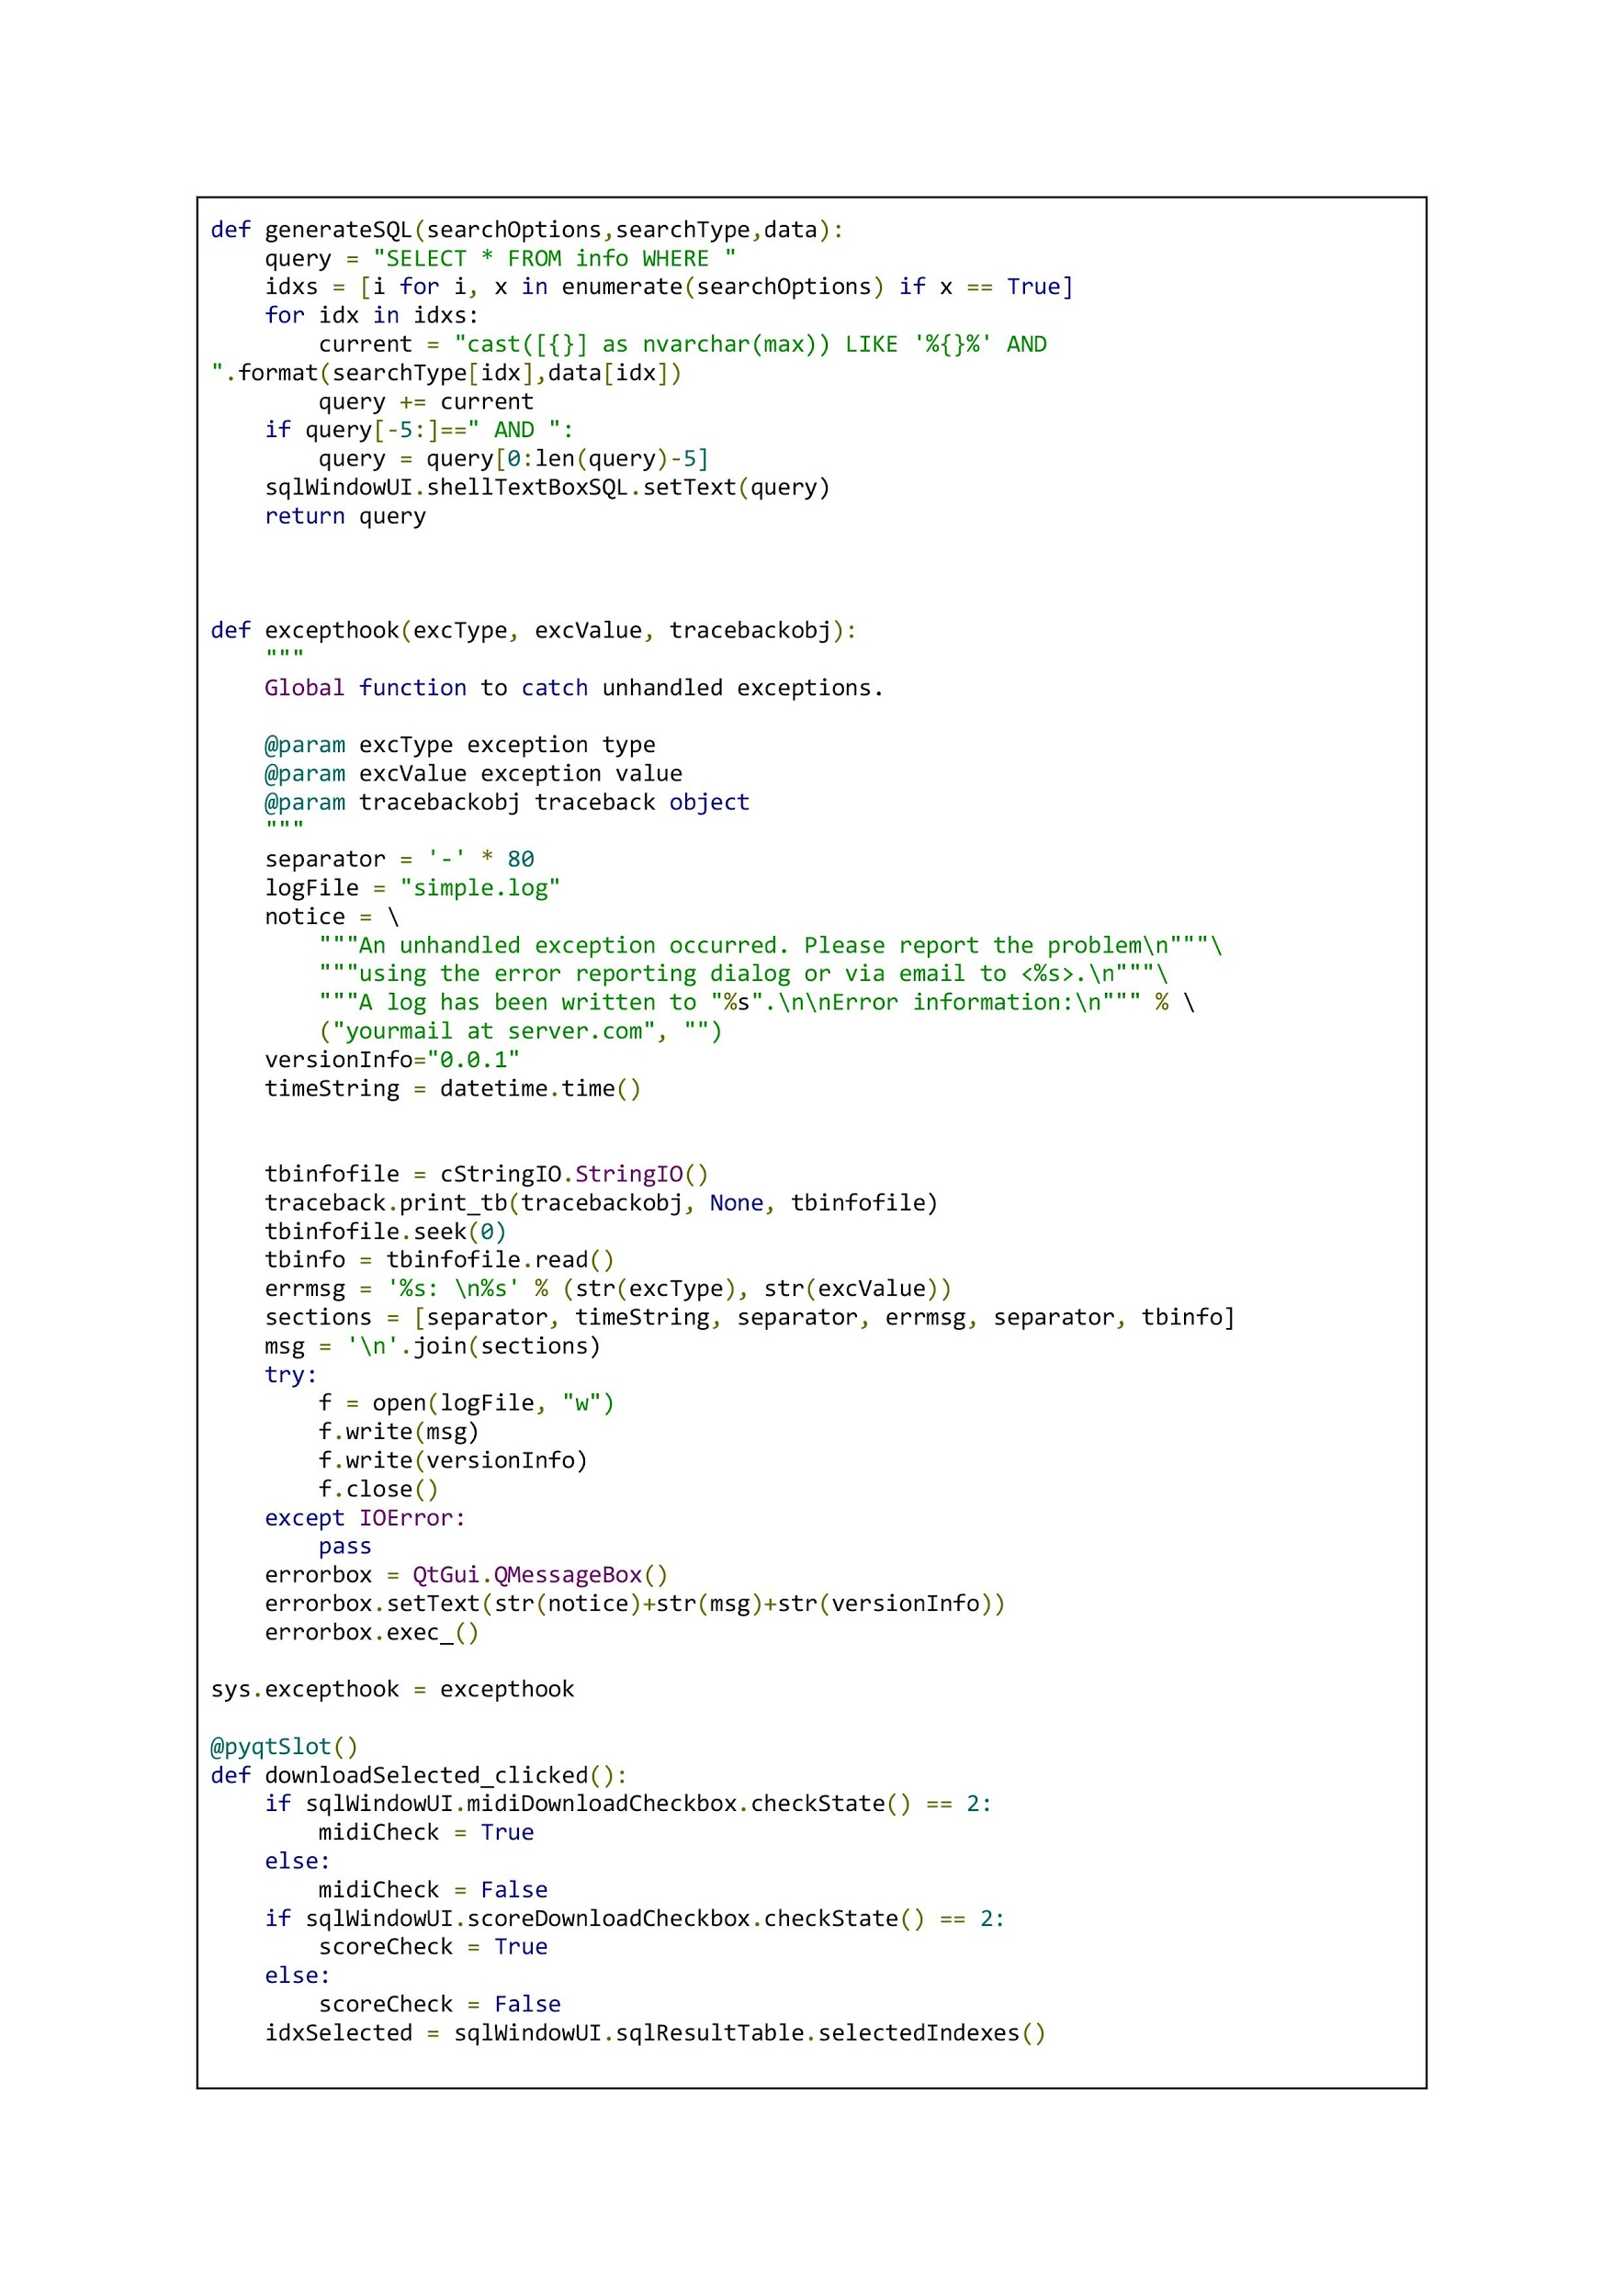 def generateSQL(searchOptions,searchType,data):
    query = "SELECT * FROM info WHERE "
    idxs = [i for i, x in enumerate(searchOptions) if x == True]
    for idx in idxs:
        current = "cast([{}] as nvarchar(max)) LIKE '%{}%' AND
".format(searchType[idx],data[idx])
        query += current
    if query[-5:]==" AND ":
        query = query[0:len(query)-5]
    sqlWindowUI.shellTextBoxSQL.setText(query)
    return query

def excepthook(excType, excValue, tracebackobj):
    """
    Global function to catch unhandled exceptions.

    @param excType exception type
    @param excValue exception value
    @param tracebackobj traceback object
    """
    separator = '-' * 80
    logFile = "simple.log"
    notice = \
        """An unhandled exception occurred. Please report the problem\n"""\
        """using the error reporting dialog or via email to <%s>.\n"""\
        """A log has been written to "%s".\n\nError information:\n""" % \
        ("yourmail at server.com", "")
    versionInfo="0.0.1"
    timeString = datetime.time()

    tbinfofile = cStringIO.StringIO()
    traceback.print_tb(tracebackobj, None, tbinfofile)
    tbinfofile.seek(0)
    tbinfo = tbinfofile.read()
    errmsg = '%s: \n%s' % (str(excType), str(excValue))
    sections = [separator, timeString, separator, errmsg, separator, tbinfo]
    msg = '\n'.join(sections)
    try:
        f = open(logFile, "w")
        f.write(msg)
        f.write(versionInfo)
        f.close()
    except IOError:
        pass
    errorbox = QtGui.QMessageBox()
    errorbox.setText(str(notice)+str(msg)+str(versionInfo))
    errorbox.exec_()

sys.excepthook = excepthook

@pyqtSlot()
def downloadSelected_clicked():
    if sqlWindowUI.midiDownloadCheckbox.checkState() == 2:
        midiCheck = True
    else:
        midiCheck = False
    if sqlWindowUI.scoreDownloadCheckbox.checkState() == 2:
        scoreCheck = True
    else:
        scoreCheck = False
    idxSelected = sqlWindowUI.sqlResultTable.selectedIndexes()